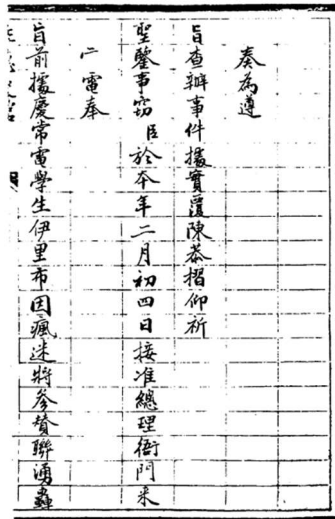 奏為遵
旨查辦事件據實覆陳恭摺仰祈
聖鑒事竊臣於本年二月初四日接准總理衙門來
二電奉
旨前據慶常電學生伊里布因瘋迷將參贊聯湧